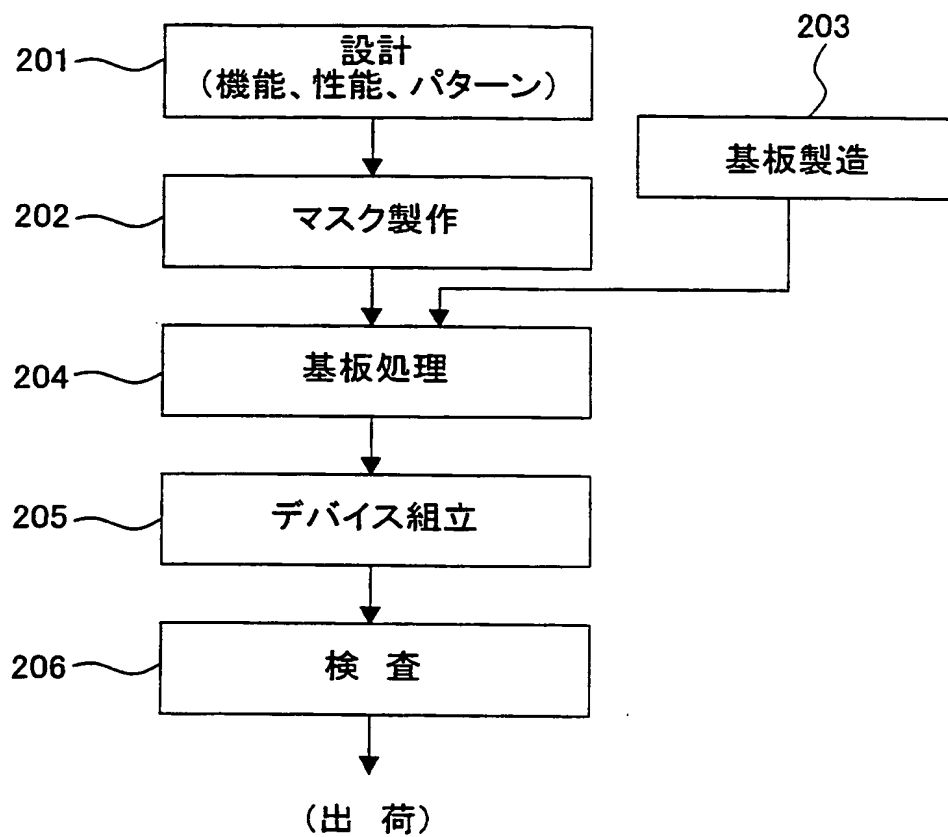 201
設計
(機能、性能、パターン)
203
基板製造
202
マスク製作
204
基板処理
205
デバイス組立
206
検 査
(出 荷)